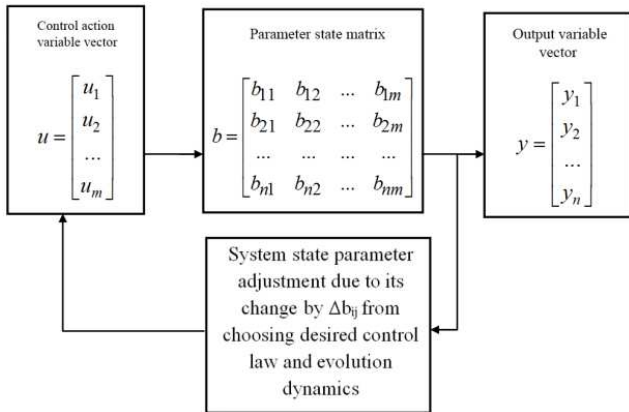 Control action
variable vector
u = [u1
u2
...
um]
Parameter state matrix
b = [b11 b12 ... b1m
b21 b22 ... b2m
... ... ... ...
bn1 bn2 ... bnm]
Output variable
vector
y = [y1
y2
...
yn]
System state parameter
adjustment due to its
change by Δbij from
choosing desired control
law and evolution
dynamics